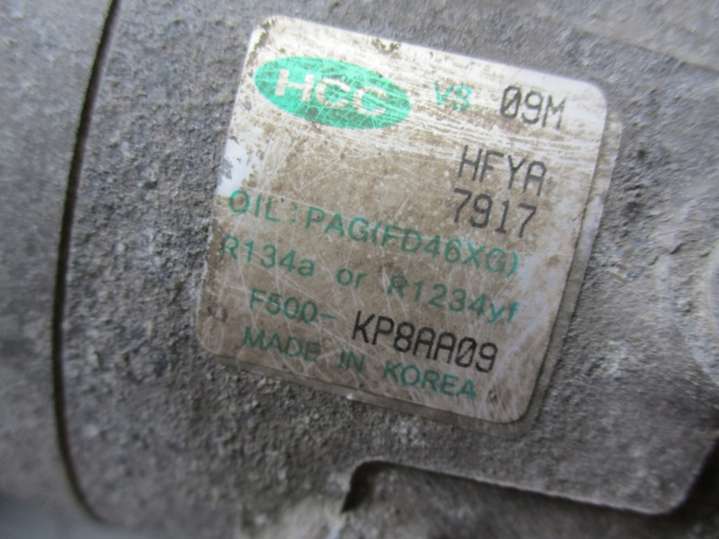 HCC VS 09M
HFYA
7917
OIL : PAG(FD46XG)
R134a or R1234yf
F500- KP8AA09
MADE IN KOREA